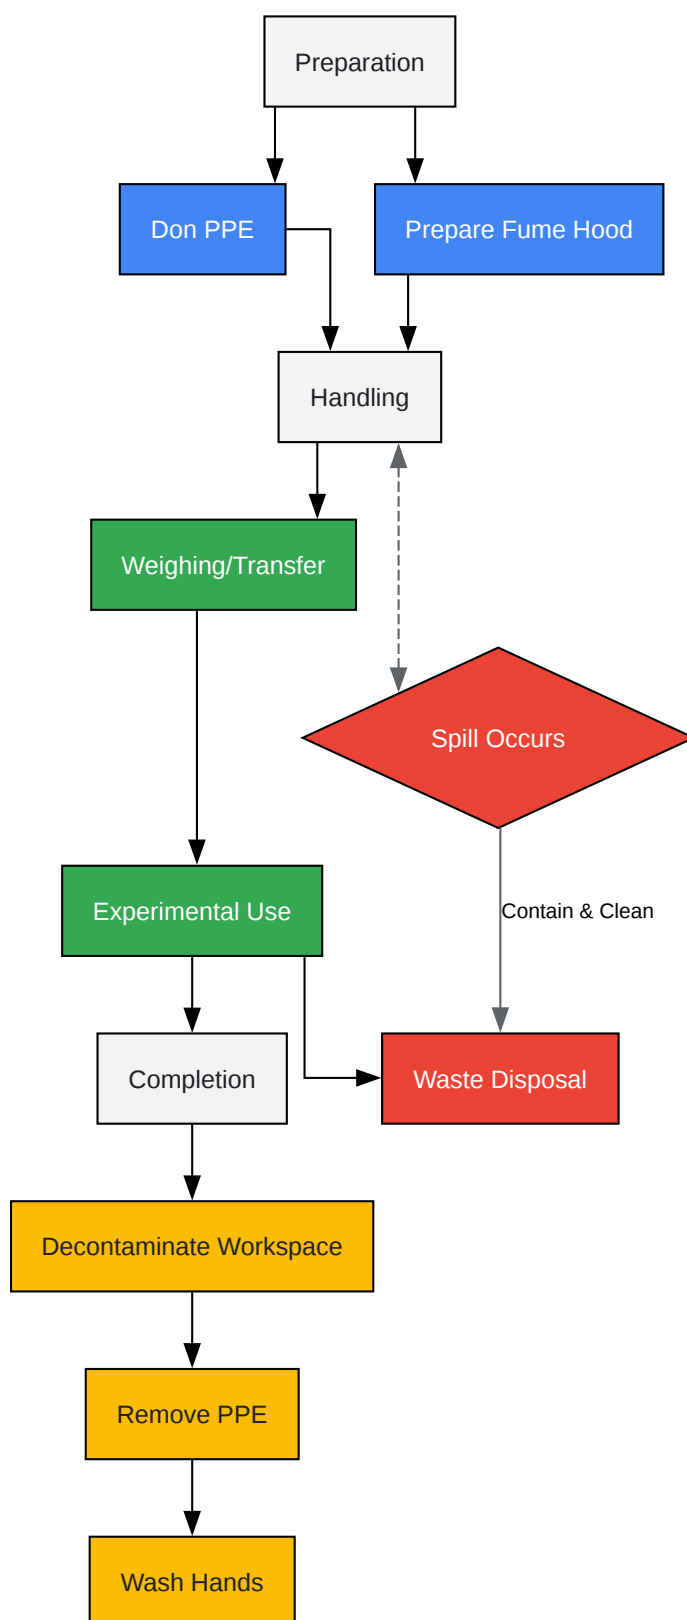 Preparation
Don PPE
Prepare Fume Hood
Handling
Weighing/Transfer
Spill Occurs
Experimental Use
Contain & Clean
Completion
Waste Disposal
Decontaminate Workspace
Remove PPE
Wash Hands